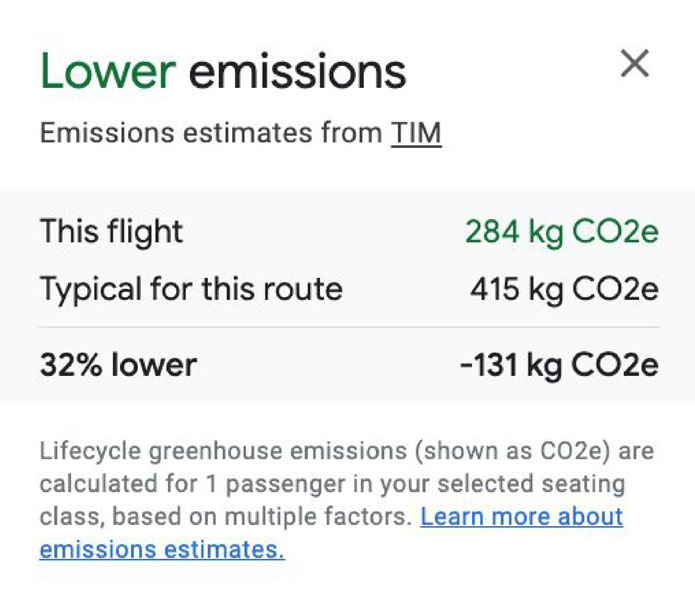 Lower emissions
Emissions estimates from TIM
This flight 284 kg CO2e
Typical for this route 415 kg CO2e
32% lower -131 kg CO2e
Lifecycle greenhouse emissions (shown as CO2e) are
calculated for 1 passenger in your selected seating
class, based on multiple factors. Learn more about
emissions estimates.